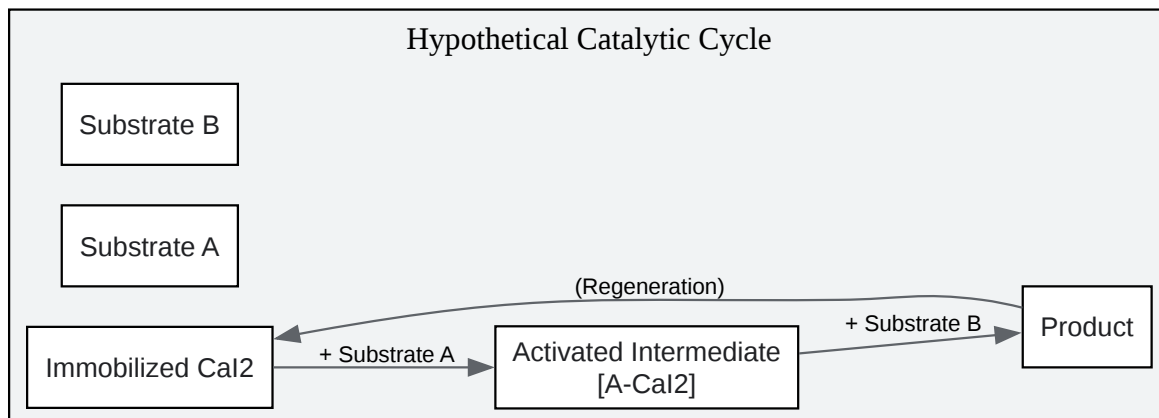 Hypothetical Catalytic Cycle
Substrate B
Substrate A
(Regeneration)
Immobilized CaI2
+ Substrate A
Activated Intermediate
[A-CaI2]
+ Substrate B
Product